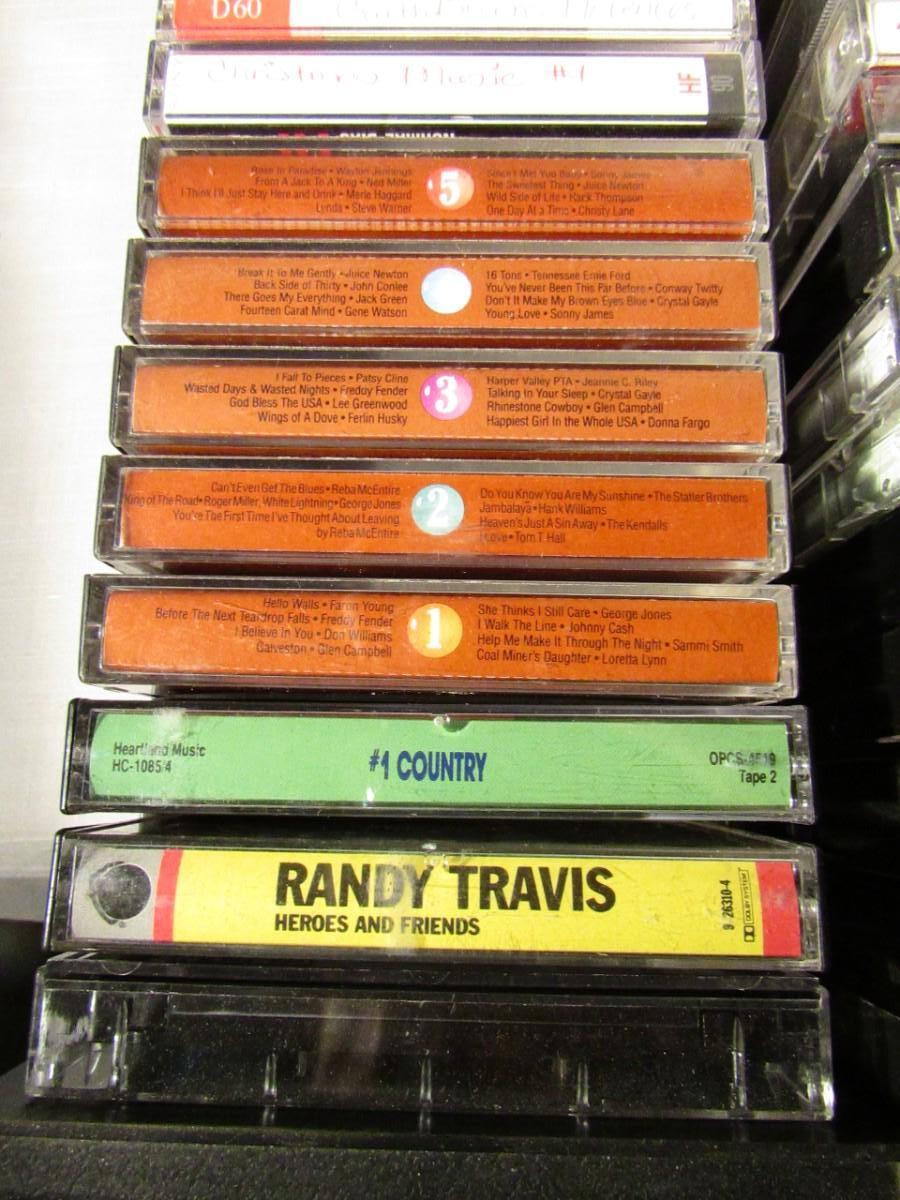 D60
Christmas Music #4
HF
90
Rose In Paradise • Waylon Jennings
From A Jack To A King • Ned Miller
I Think I'll Just Stay Here and Drink • Merle Haggard
Lynda • Steve Warner
5
Since I Met You Baby • Sonny James
The Sweetest Thing • Juice Newton
Wild Side of Life • Hack Thompson
One Day At a Time • Christy Lane
Break It To Me Gently • Juice Newton
Back Side of Thirty • John Conlee
There Goes My Everything • Jack Green
Fourteen Carat Mind • Gene Watson
16 Tons • Tennessee Ernie Ford
You've Never Been This Far Before • Conway Twitty
Don't It Make My Brown Eyes Blue • Crystal Gayle
Young Love • Sonny James
I Fall To Pieces • Patsy Cline
Wasted Days & Wasted Nights • Freddy Fender
God Bless The USA • Lee Greenwood
Wings of A Dove • Ferlin Husky
3
Harper Valley PTA • Jeannie C. Riley
Talking In Your Sleep • Crystal Gayle
Rhinestone Cowboy • Glen Campbell
Happiest Girl In the Whole USA • Donna Fargo
Can't Even Get The Blues • Reba McEntire
King of The Road • Roger Miller, White Lightning • George Jones
You're The First Time I've Thought About Leaving
by Reba McEntire
2
Do You Know You Are My Sunshine • The Statler Brothers
Jambalaya • Hank Williams
Heaven's Just A Sin Away • The Kendalls
I Love • Tom T. Hall
Hello Walls • Faron Young
Before The Next Teardrop Falls • Freddy Fender
I Believe In You • Don Williams
Galveston • Glen Campbell
1
She Thinks I Still Care • George Jones
I Walk The Line • Johnny Cash
Help Me Make It Through The Night • Sammi Smith
Coal Miner's Daughter • Loretta Lynn
Heartland Music
HC-1085/4
#1 COUNTRY
OPCS-4519
Tape 2
RANDY TRAVIS
HEROES AND FRIENDS
9 26310-4
DOLBY SYSTEM